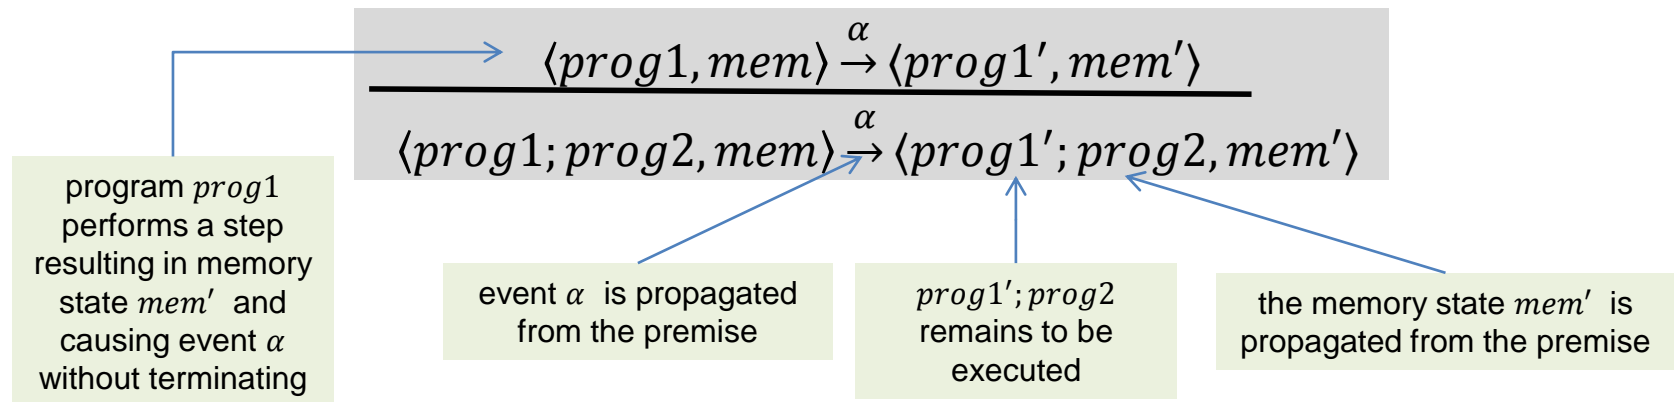 α
⟨prog1, mem⟩ → ⟨prog1′, mem′⟩
α
⟨prog1; prog2, mem⟩ → ⟨prog1′; prog2, mem′⟩
program prog1
performs a step
resulting in memory
state mem′ and
causing event α
without terminating
event α is propagated
from the premise
prog1′; prog2
remains to be
executed
the memory state mem′ is
propagated from the premise